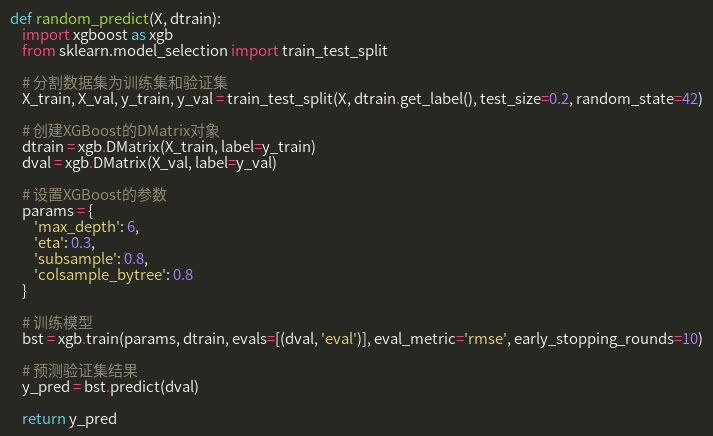 def random_predict(X, dtrain):
    import xgboost as xgb
    from sklearn.model_selection import train_test_split

    # 分割数据集为训练集和验证集
    X_train, X_val, y_train, y_val = train_test_split(X, dtrain.get_label(), test_size=0.2, random_state=42)

    # 创建XGBoost的DMatrix对象
    dtrain = xgb.DMatrix(X_train, label=y_train)
    dval = xgb.DMatrix(X_val, label=y_val)

    # 设置XGBoost的参数
    params = {
        'max_depth': 6,
        'eta': 0.3,
        'subsample': 0.8,
        'colsample_bytree': 0.8
    }

    # 训练模型
    bst = xgb.train(params, dtrain, evals=[(dval, 'eval')], eval_metric='rmse', early_stopping_rounds=10)

    # 预测验证集结果
    y_pred = bst.predict(dval)

    return y_pred